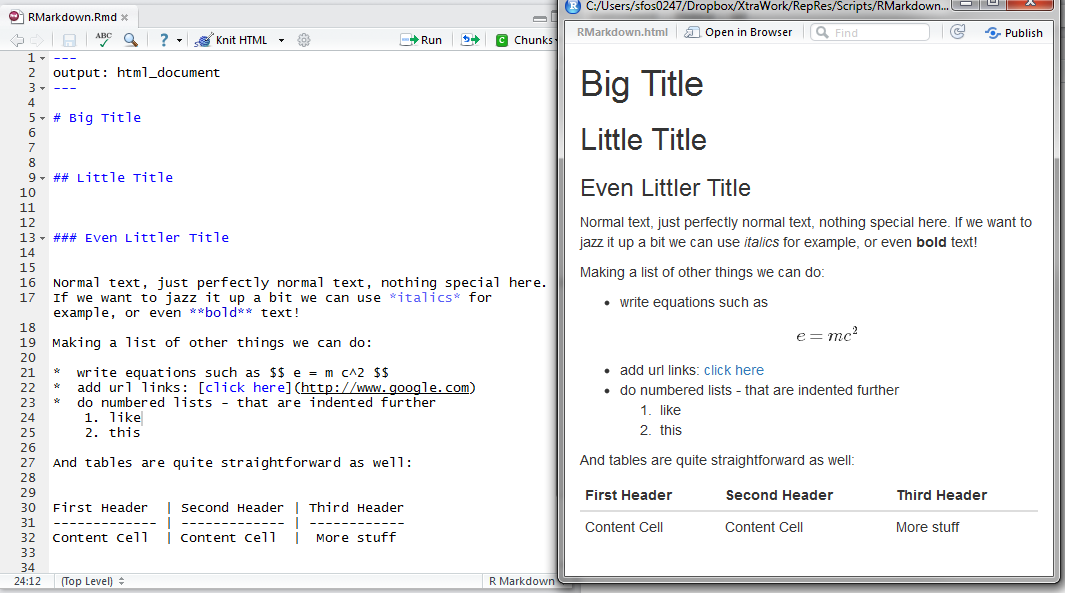 RMarkdown.Rmd
ABC
? Knit HTML
Run
C Chunks
1 ---
2 output: html_document
3 ---
4
5 # Big Title
6
7
8
9 ## Little Title
10
11
12
13 ### Even Littler Title
14
15
16 Normal text, just perfectly normal text, nothing special here.
17 If we want to jazz it up a bit we can use *italics* for
example, or even **bold** text!
18
19 Making a list of other things we can do:
20
21 * write equations such as $$ e = m c^2 $$
22 * add url links: [click here](http://www.google.com)
23 * do numbered lists - that are indented further
24 1. like
25 2. this
26
27 And tables are quite straightforward as well:
28
29
30 First Header | Second Header | Third Header
31 ------------- | ------------- | ------------
32 Content Cell | Content Cell | More stuff
33
34
24:12 (Top Level) R Markdown
R C:/Users/sfos0247/Dropbox/XtraWork/RepRes/Scripts/RMarkdown...
RMarkdown.html Open in Browser Find Publish
Big Title
Little Title
Even Littler Title
Normal text, just perfectly normal text, nothing special here. If we want to
jazz it up a bit we can use italics for example, or even bold text!
Making a list of other things we can do:
• write equations such as
e = mc²
• add url links: click here
• do numbered lists - that are indented further
1. like
2. this
And tables are quite straightforward as well:
First Header Second Header Third Header
Content Cell Content Cell More stuff